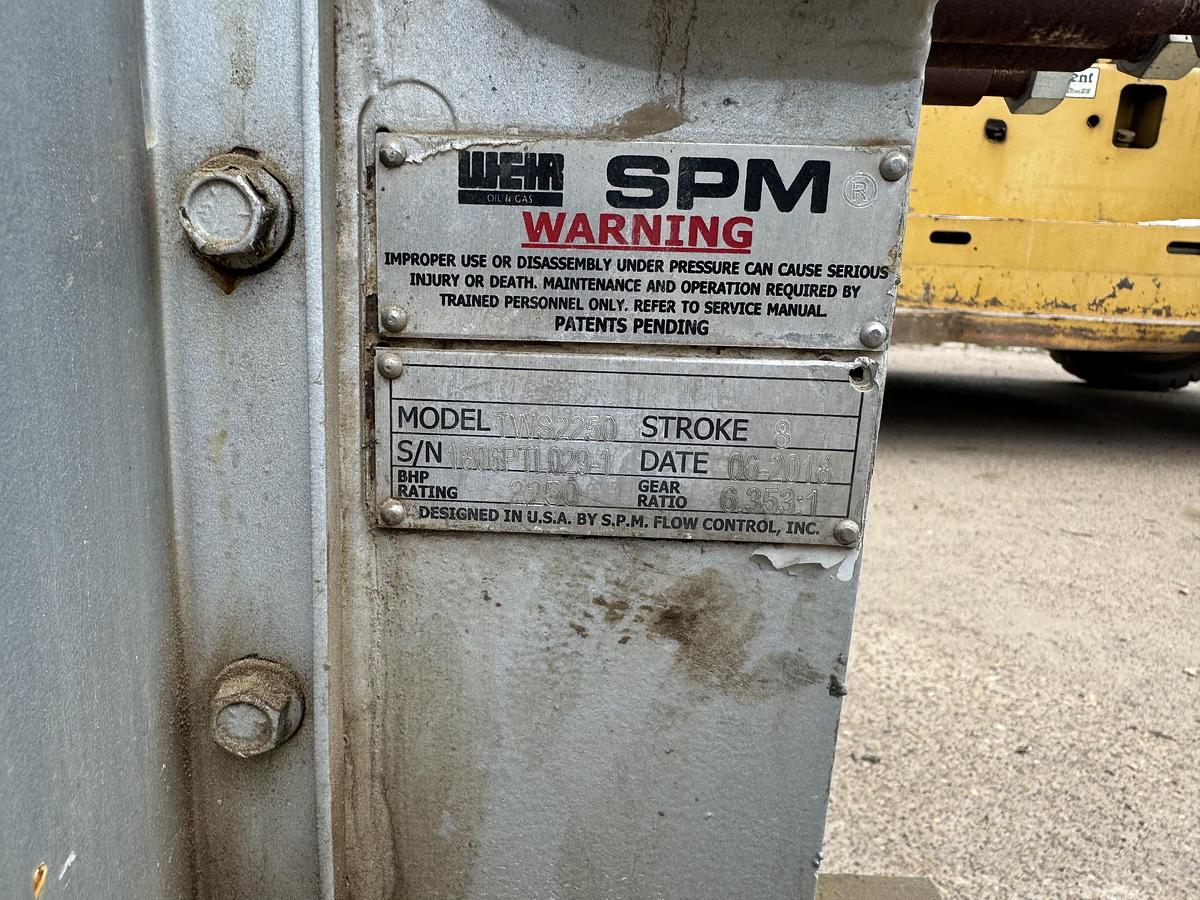 WEIR SPM ®
OIL & GAS
WARNING
IMPROPER USE OR DISASSEMBLY UNDER PRESSURE CAN CAUSE SERIOUS
INJURY OR DEATH. MAINTENANCE AND OPERATION REQUIRED BY
TRAINED PERSONNEL ONLY. REFER TO SERVICE MANUAL.
PATENTS PENDING
MODEL TWS2250 STROKE 8
S/N 1806PTL029-1 DATE 06-2018
BHP RATING 2250 GEAR RATIO 6.353:1
DESIGNED IN U.S.A. BY S.P.M. FLOW CONTROL, INC.